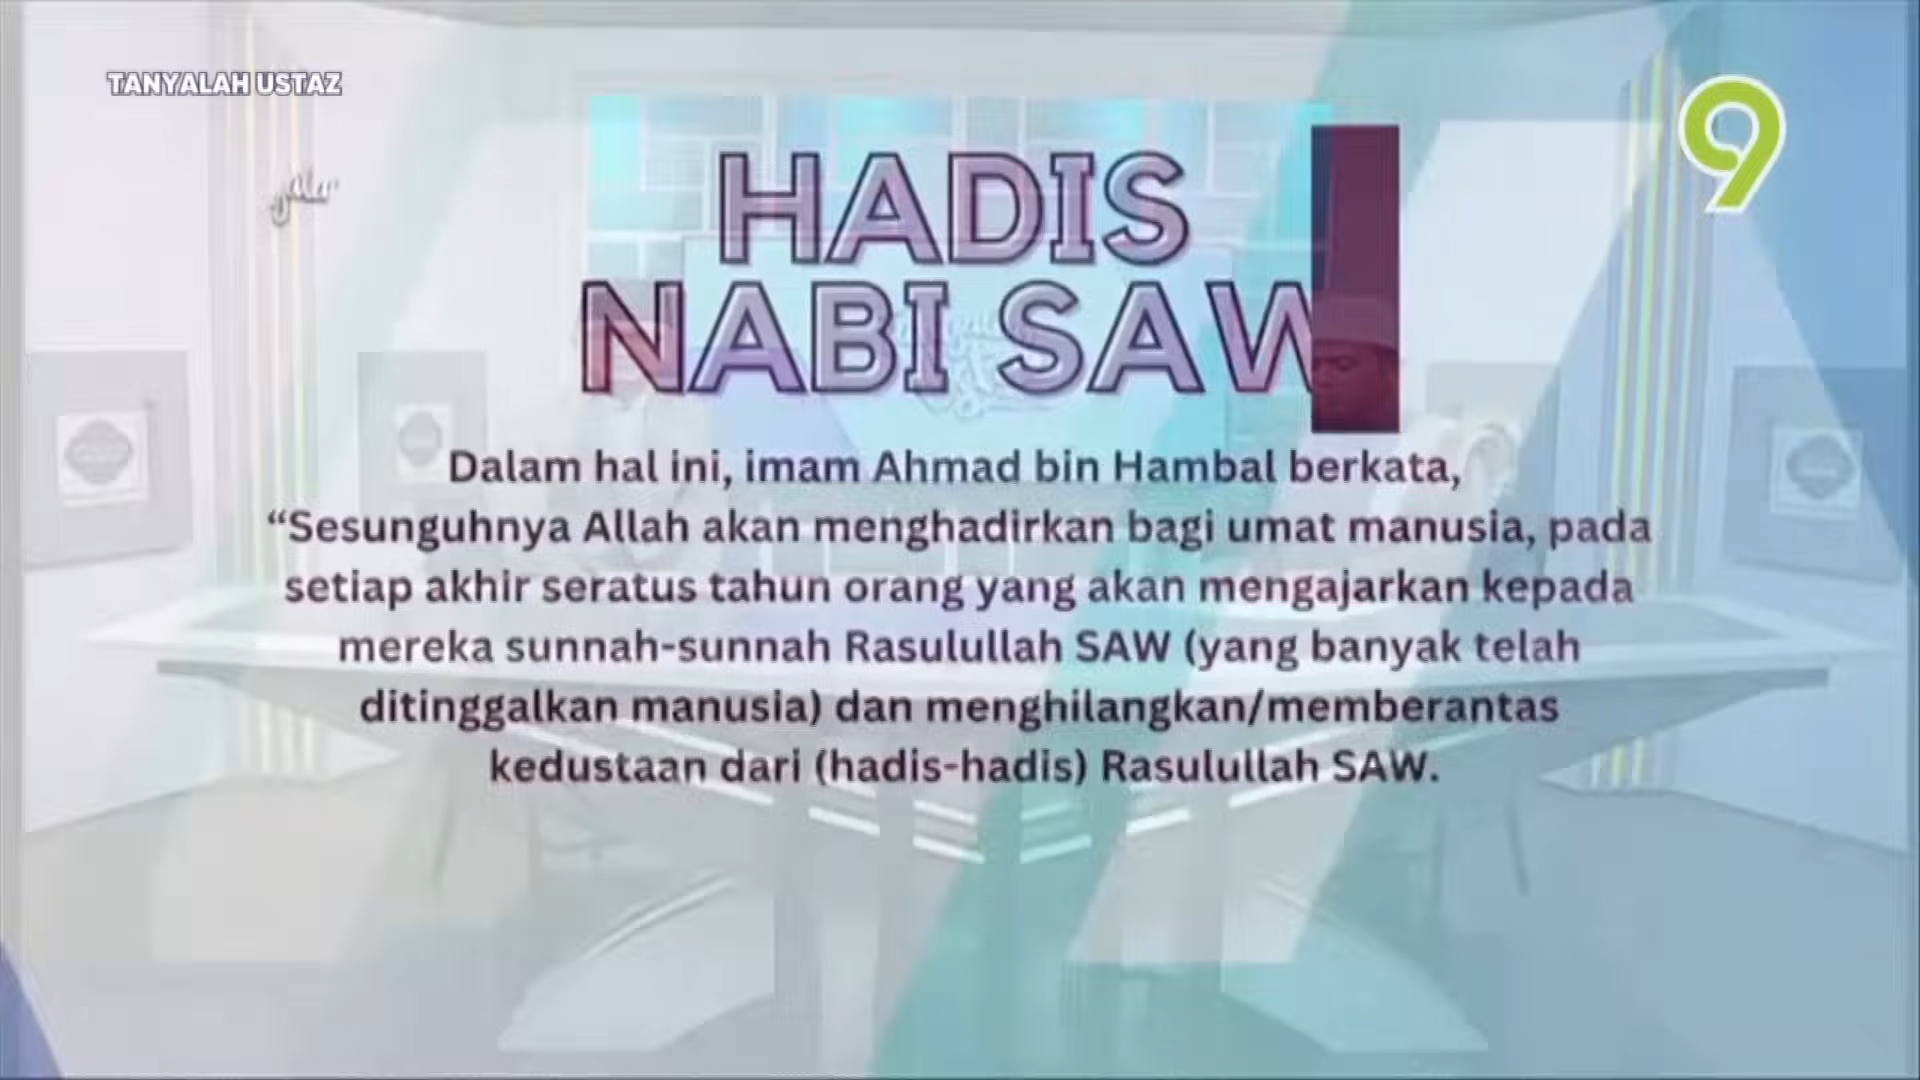 TANYALAH USTAZ
9
HADIS
NABI SAW
Dalam hal ini, imam Ahmad bin Hambal berkata,
“Sesunguhnya Allah akan menghadirkan bagi umat manusia, pada
setiap akhir seratus tahun orang yang akan mengajarkan kepada
mereka sunnah-sunnah Rasulullah SAW (yang banyak telah
ditinggalkan manusia) dan menghilangkan/memberantas
kedustaan dari (hadis-hadis) Rasulullah SAW.